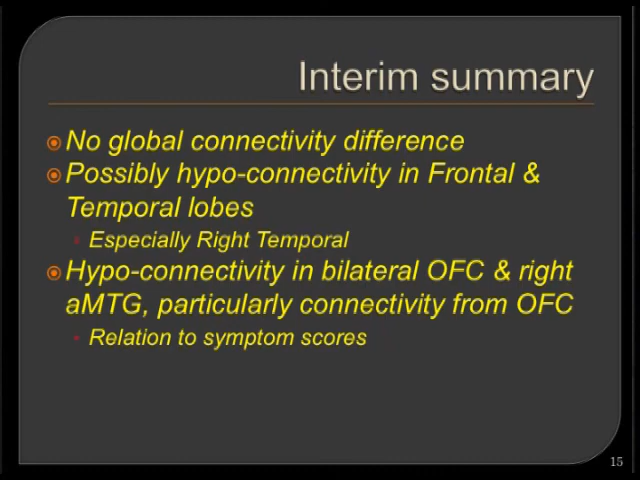 Interim summary
No global connectivity difference
Possibly hypo-connectivity in Frontal &
Temporal lobes
Especially Right Temporal
Hypo-connectivity in bilateral OFC & right
aMTG, particularly connectivity from OFC
Relation to symptom scores
15